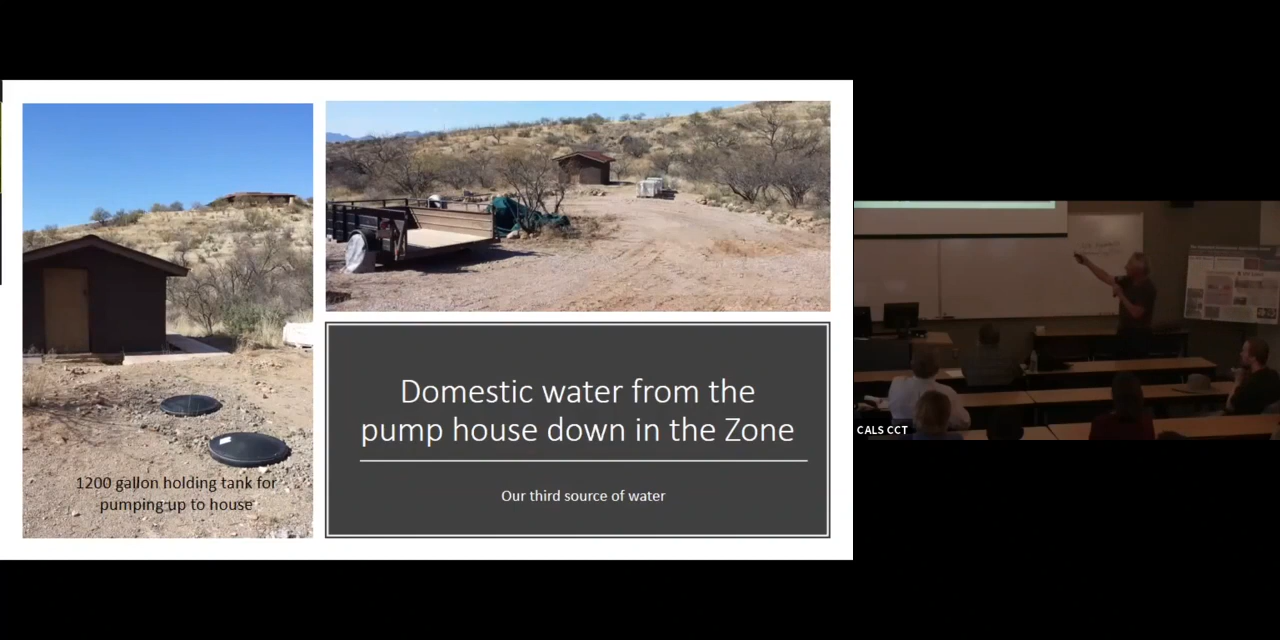 1200 gallon holding tank for
pumping up to house
Domestic water from the
pump house down in the Zone
Our third source of water
CALS CCT